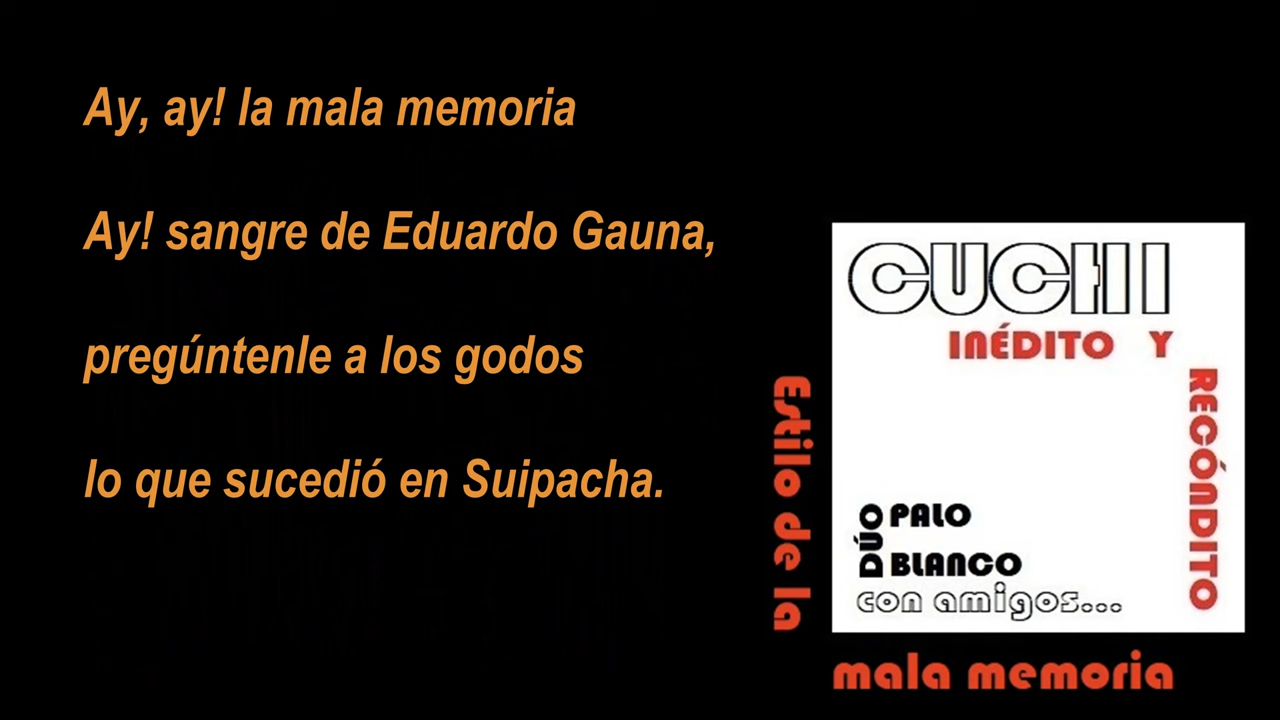 Ay, ay! la mala memoria
Ay! sangre de Eduardo Gauna,
pregúntenle a los godos
lo que sucedió en Suipacha.
CUCHI
INÉDITO Y
RECÓNDITO
DÚO
PALO
BLANCO
con amigos...
Estilo de la
mala memoria